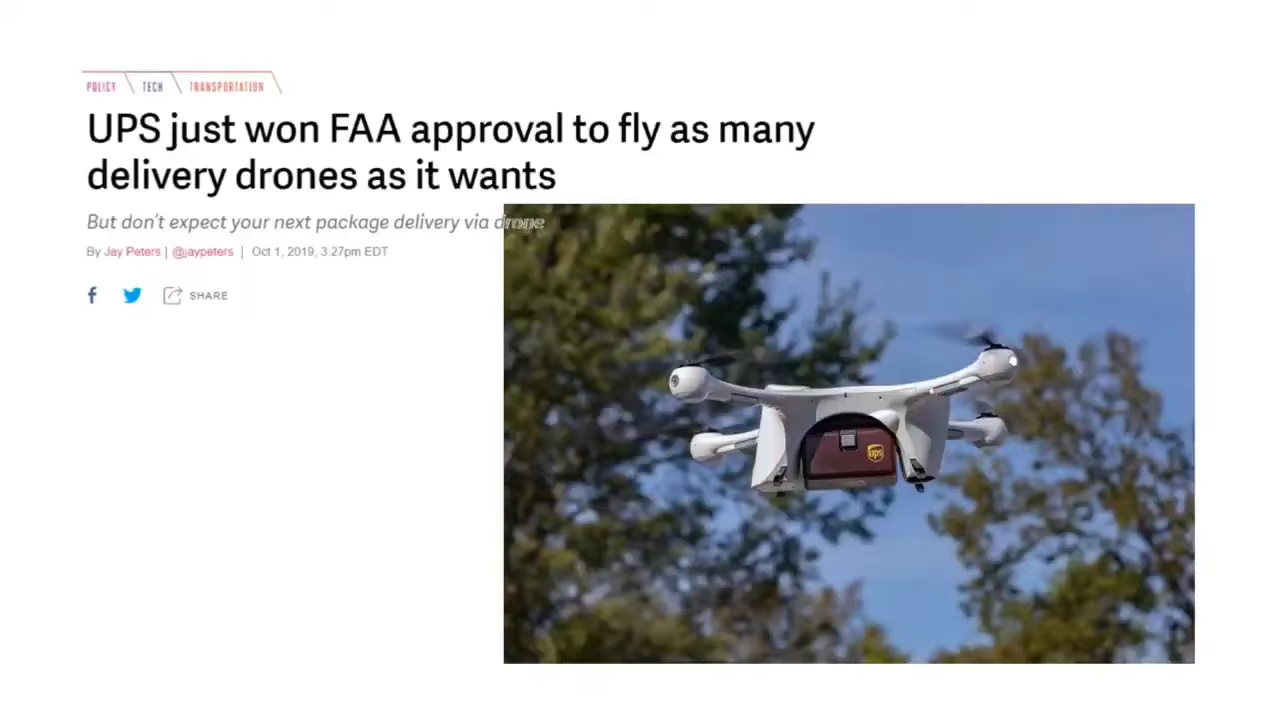 POLICY TECH TRANSPORTATION
UPS just won FAA approval to fly as many
delivery drones as it wants
But don't expect your next package delivery via drone
By Jay Peters | @jaypeters | Oct 1, 2019, 3:27pm EDT
SHARE
ups